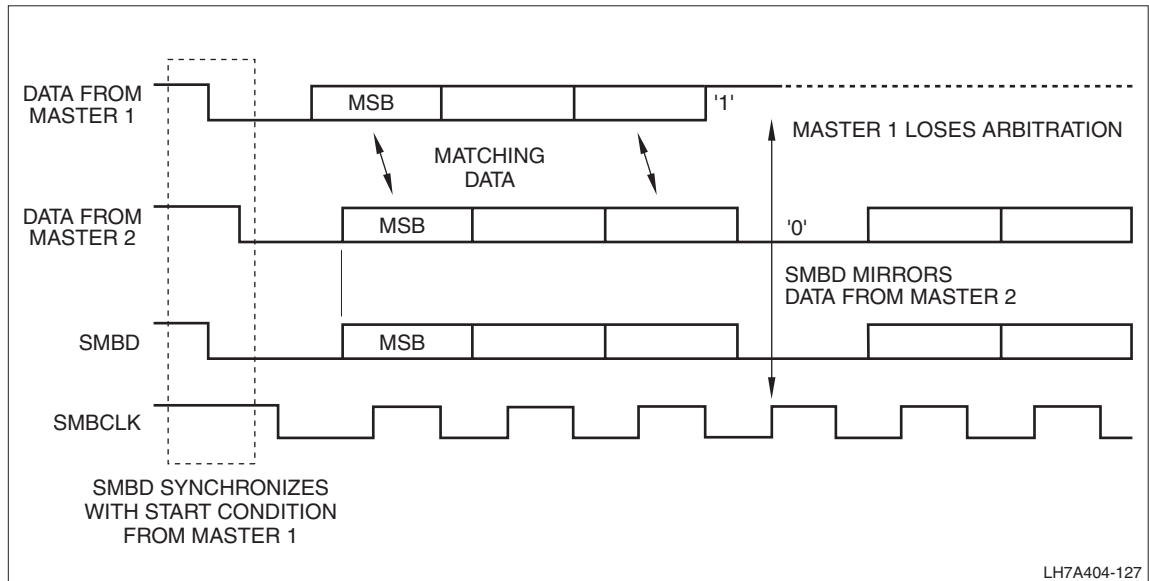 DATA FROM
MASTER 1
MSB
'1'
MASTER 1 LOSES ARBITRATION
MATCHING
DATA
DATA FROM
MASTER 2
MSB
'0'
SMBD MIRRORS
DATA FROM MASTER 2
SMBD
MSB
SMBCLK
SMBD SYNCHRONIZES
WITH START CONDITION
FROM MASTER 1
LH7A404-127